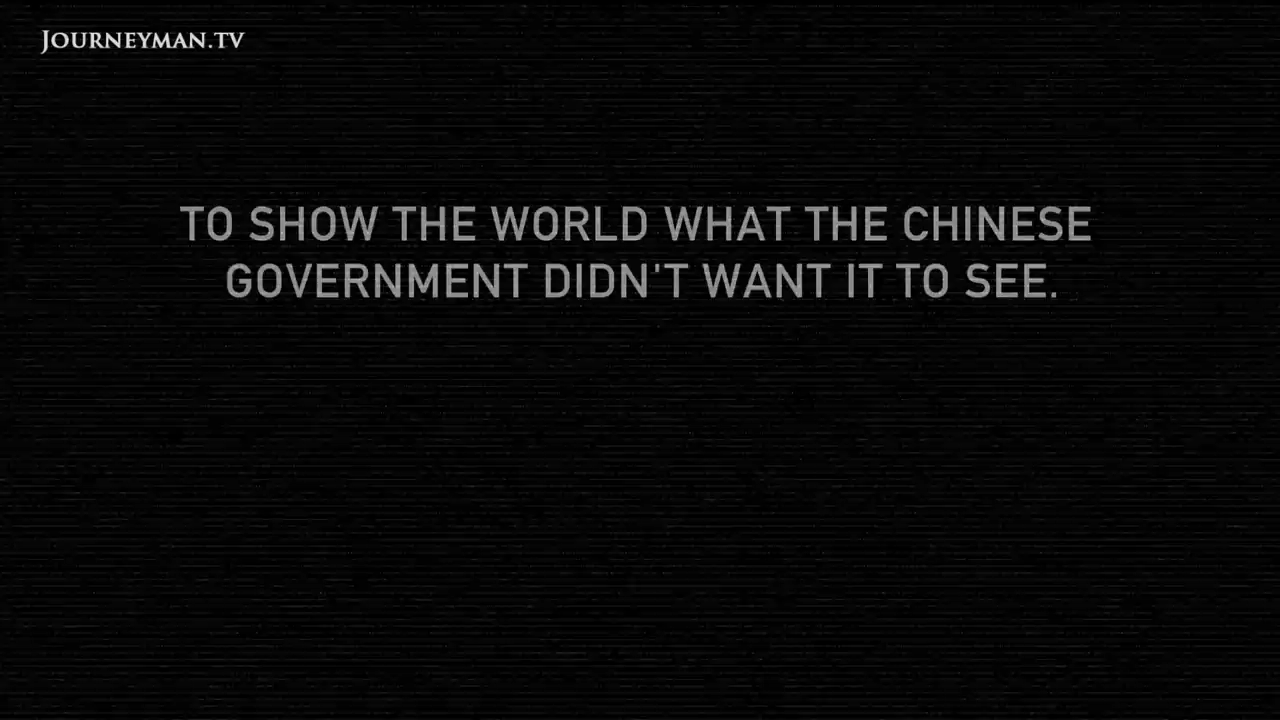 JOURNEYMAN.TV
TO SHOW THE WORLD WHAT THE CHINESE
GOVERNMENT DIDN'T WANT IT TO SEE.